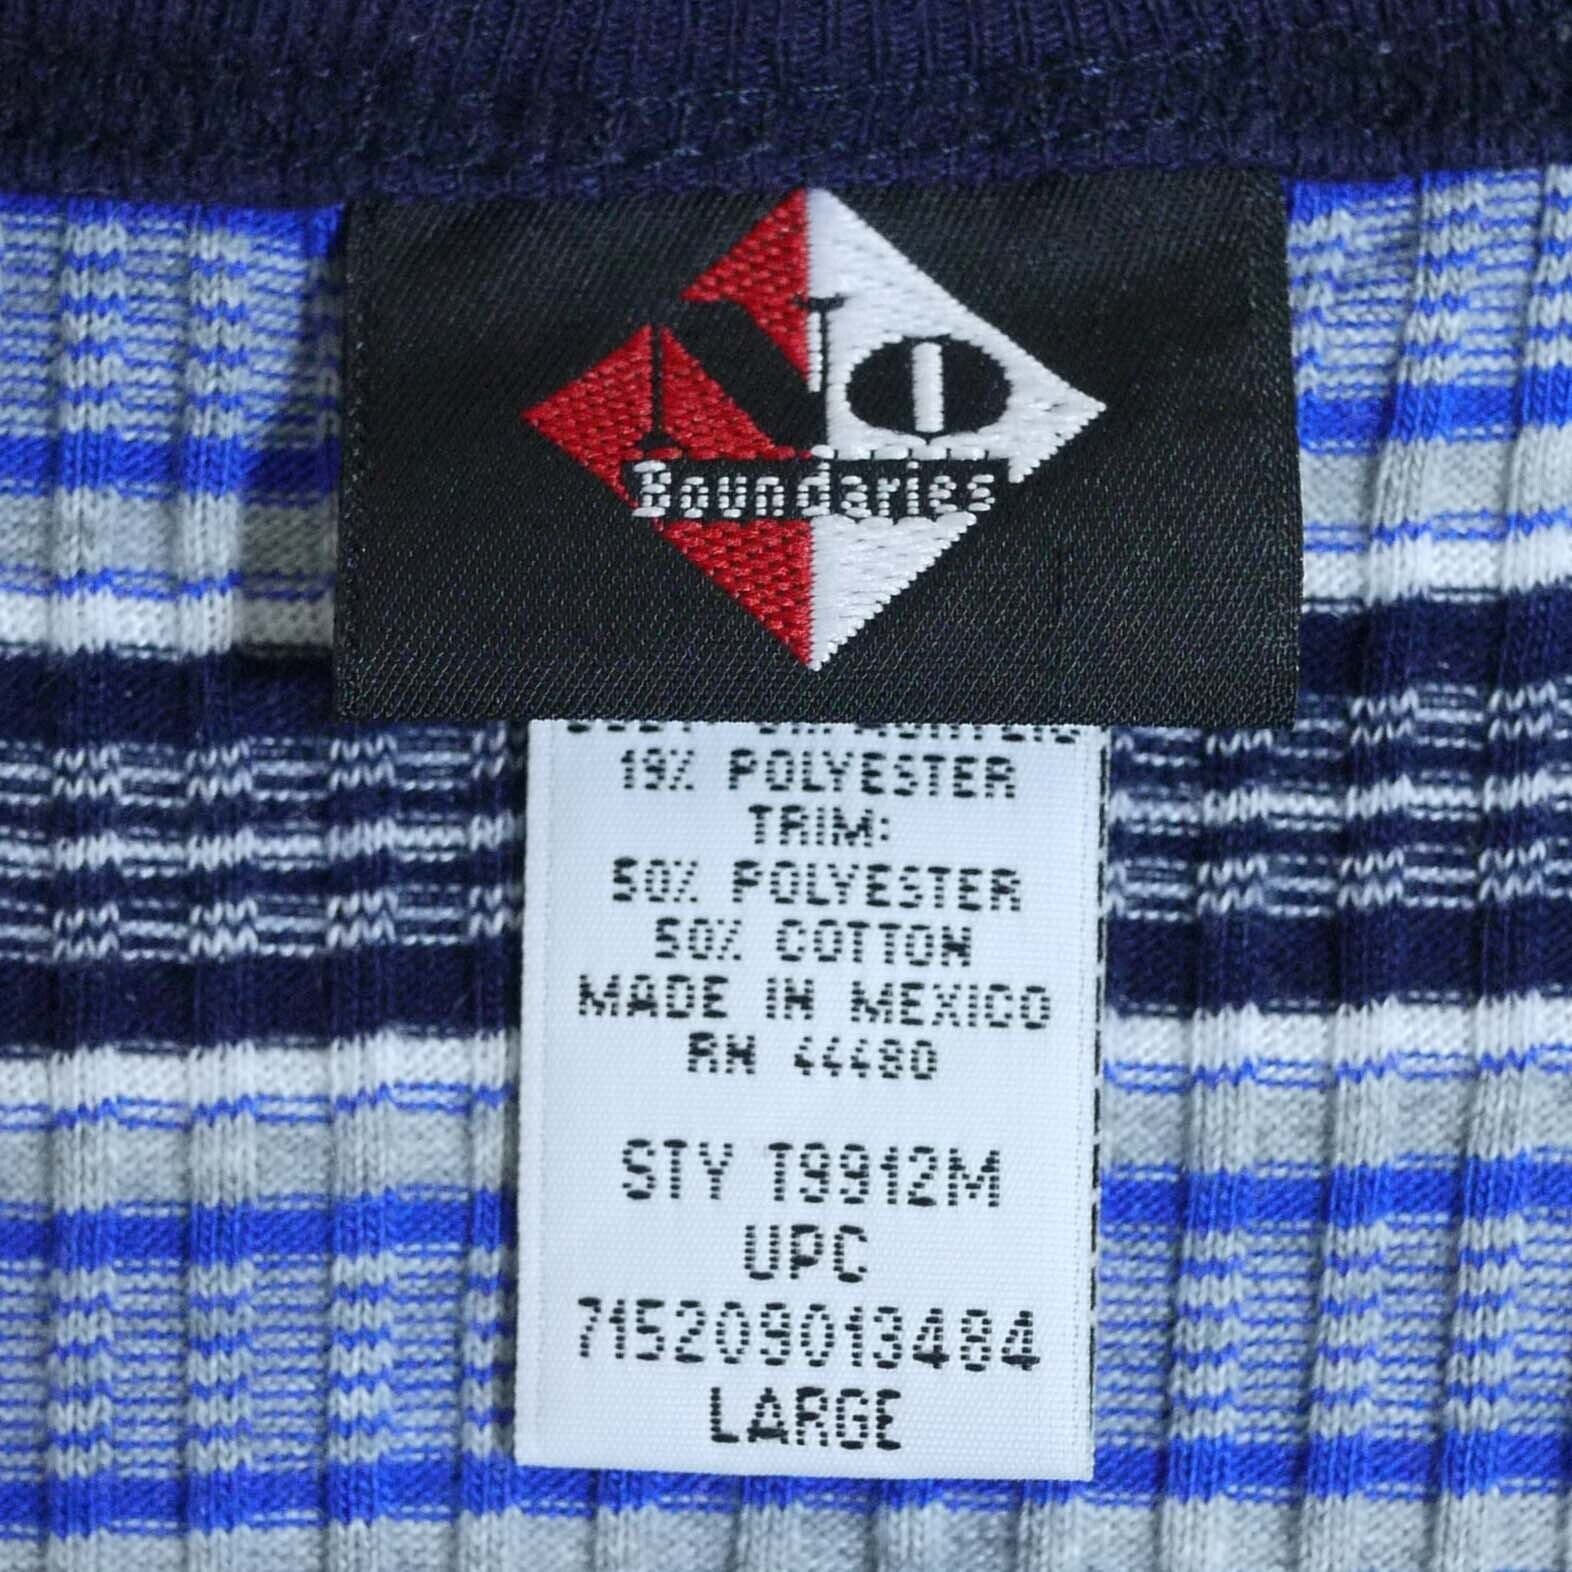 No
Boundaries
19% POLYESTER
TRIM:
50% POLYESTER
50% COTTON
MADE IN MEXICO
RN 44480
STY T9912M
UPC
715209013484
LARGE